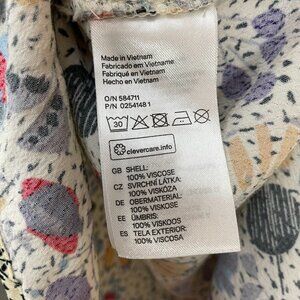 Made in Vietnam
Fabricado em Vietname
Fabriqué en Vietnam
Hecho en Vietnam
O/N 584711
P/N 0254148 1
30
clevercare.info
GB SHELL:
100% VISCOSE
CZ SVRCHNÍ LÁTKA:
100% VISKÓZA
DE OBERMATERIAL:
100% VISKOSE
EE ÜMBRIS:
100% VISKOOS
ES TELA EXTERIOR:
100% VISCOSA